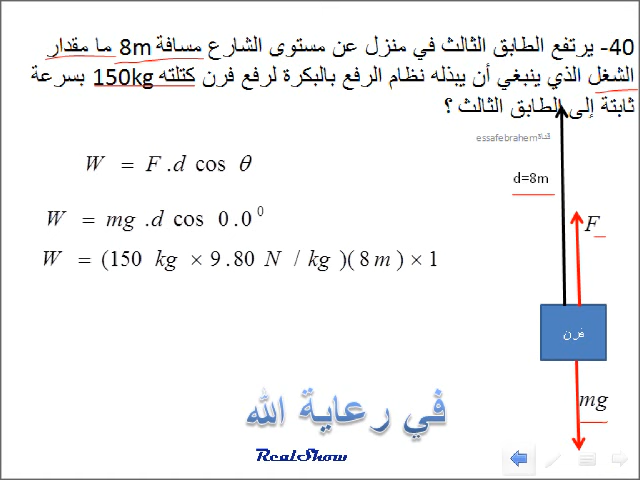 40- يرتفع الطابق الثالث في منزل عن مستوى الشارع مسافة 8m ما مقدار
الشغل الذي ينبغي أن يبذله نظام الرفع بالبكرة لرفع فرن كتلته 150kg بسرعة
ثابتة إلى الطابق الثالث ؟
essafebrahem
W = F .d cos θ
d=8m
W = mg .d cos 0.0⁰
F
W = (150 kg × 9.80 N / kg )( 8 m ) × 1
فرن
mg
في رعاية الله
RealShow